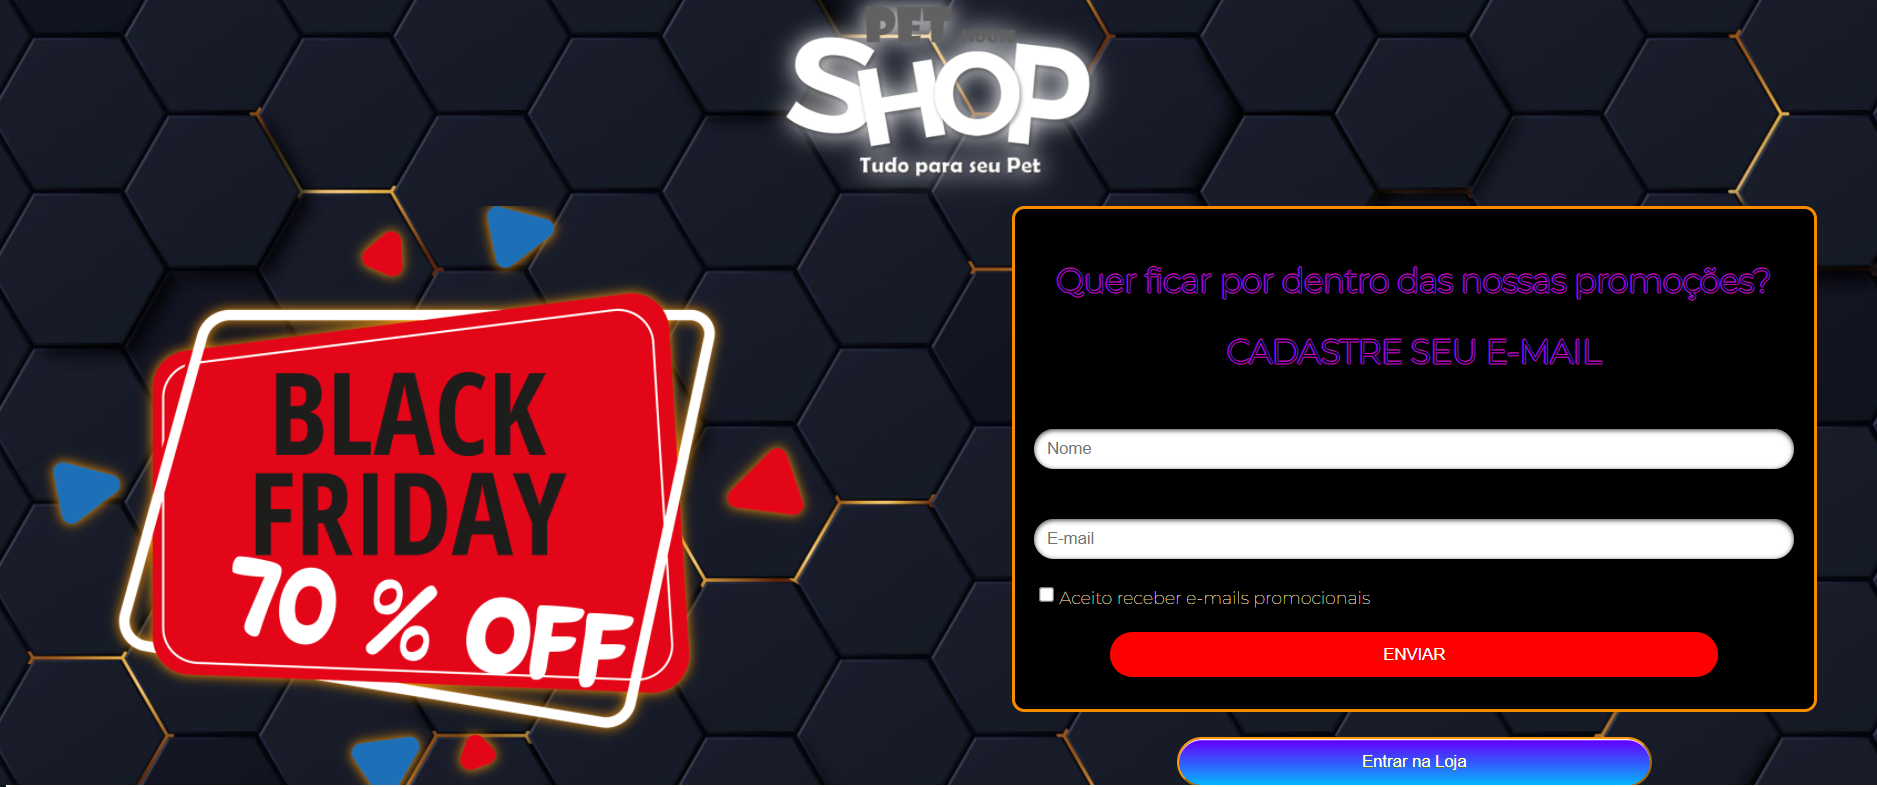 PET HOUSE
SHOP
Tudo para seu Pet
BLACK
FRIDAY
70 % OFF
Quer ficar por dentro das nossas promoções?
CADASTRE SEU E-MAIL
Nome
E-mail
Aceito receber e-mails promocionais
ENVIAR
Entrar na Loja